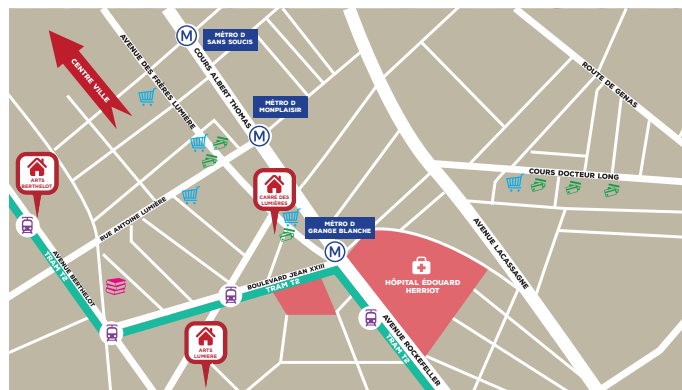 M
MÉTRO D
SANS SOUCIS
AVENUE DES FRÈRES LUMIÈRE
COURS ALBERT THOMAS
CENTRE VILLE
ROUTE DE GENAS
MÉTRO D
MONPLAISIR
M
ARTS
BERTHELOT
CARRÉ DES
LUMIÈRES
COURS DOCTEUR LONG
RUE ANTOINE LUMIÈRE
MÉTRO D
GRANGE BLANCHE
M
AVENUE LACASSAGNE
AVENUE BERTHELOT
TRAM T2
BOULEVARD JEAN XXIII
TRAM T2
HÔPITAL ÉDOUARD
HERRIOT
AVENUE ROCKEFELLER
TRAM T2
ARTS
LUMIÈRE